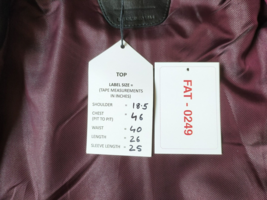 TOP
LABEL SIZE =
(TAPE MEASUREMENTS
IN INCHES)
SHOULDER = 18.5
CHEST = 46
(PIT TO PIT)
WAIST = 40
LENGTH = 26
SLEEVE LENGTH = 25
FAT - 0249